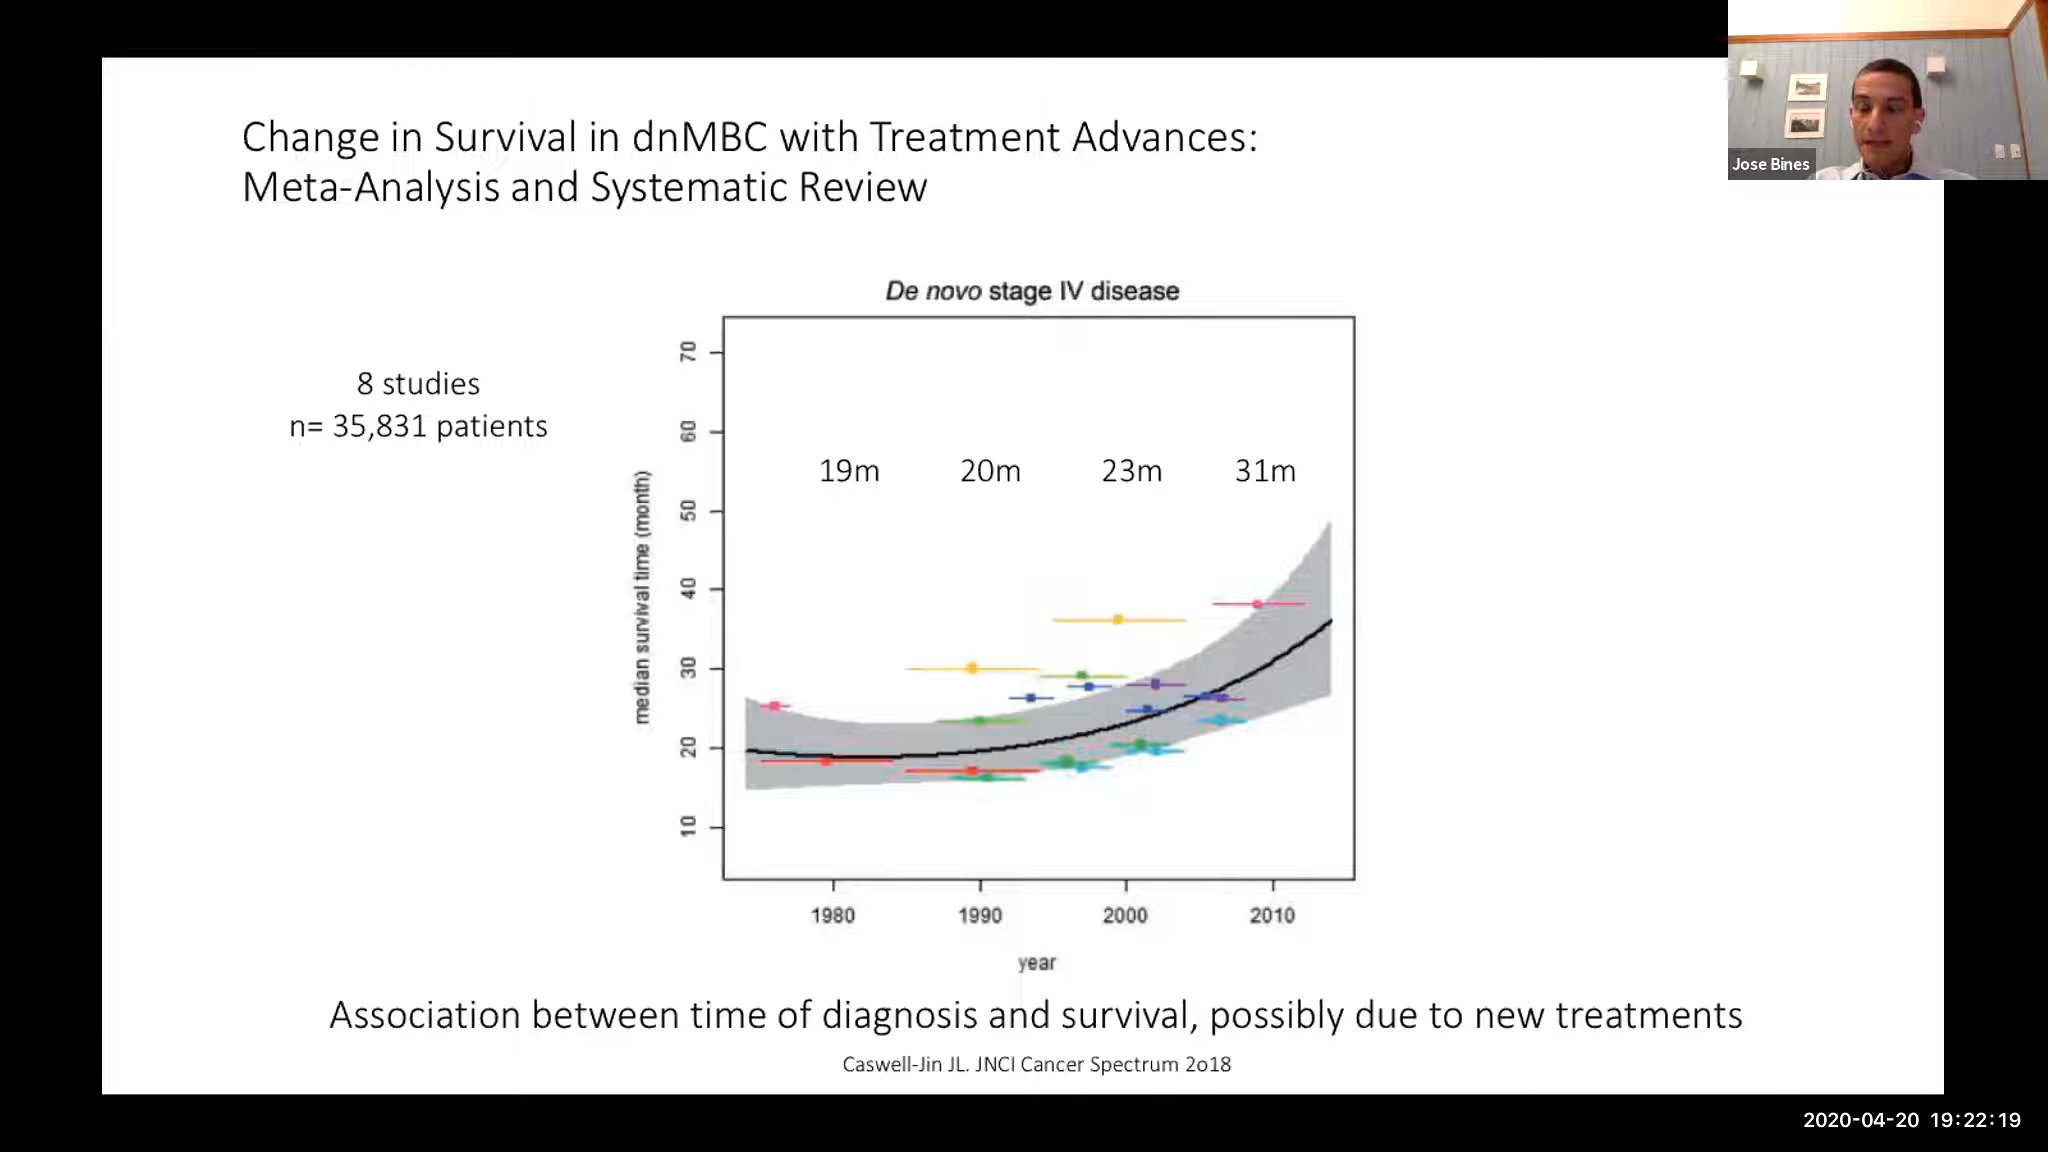 Jose Bines
Change in Survival in dnMBC with Treatment Advances:
Meta-Analysis and Systematic Review
8 studies
n= 35,831 patients
De novo stage IV disease
19m 20m 23m 31m
median survival time (month)
70
60
50
40
30
20
10
1980 1990 2000 2010
year
Association between time of diagnosis and survival, possibly due to new treatments
Caswell-Jin JL. JNCI Cancer Spectrum 2o18
2020-04-20 19:22:19